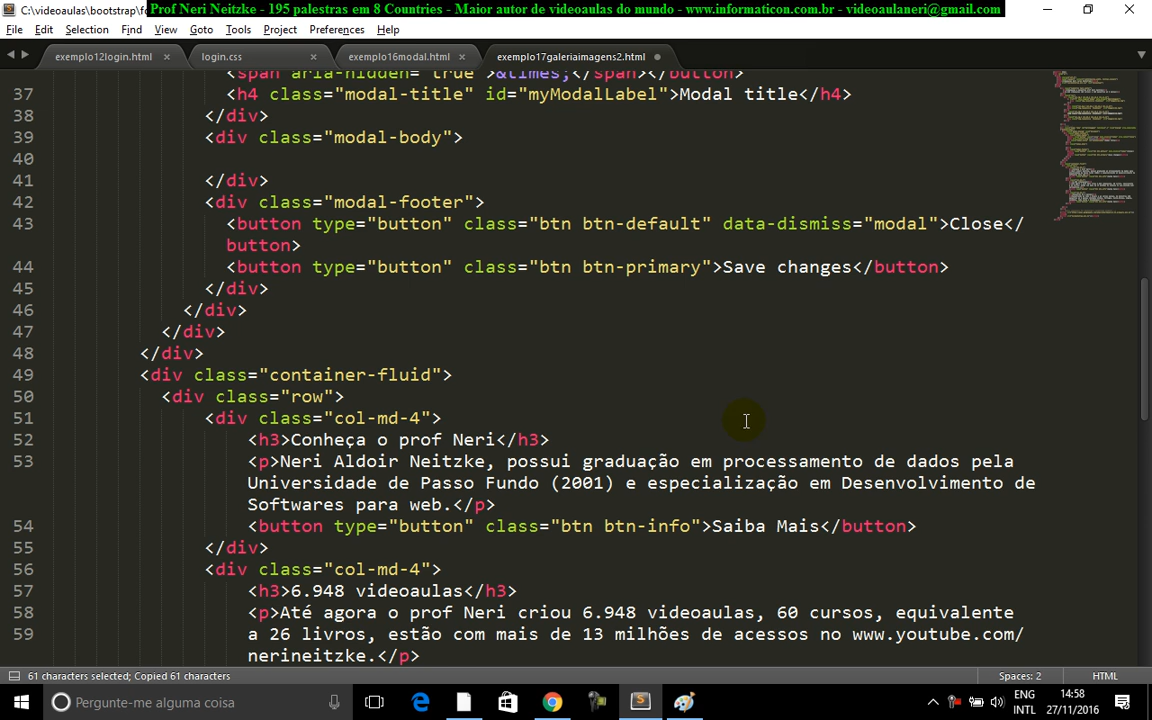 C:\videoaulas\bootstrap\fo
Prof Neri Neitzke - 195 palestras em 8 Countries - Maior autor de videoaulas do mundo - www.informaticon.com.br - videoaulaneri@gmail.com
File Edit Selection Find View Goto Tools Project Preferences Help
exemplo12login.html × login.css × exemplo16modal.html × exemplo17galeriaimagens2.html
<span aria-hidden="true">&times;</span></button>
37 <h4 class="modal-title" id="myModalLabel">Modal title</h4>
38 </div>
39 <div class="modal-body">
40
41 </div>
42 <div class="modal-footer">
43 <button type="button" class="btn btn-default" data-dismiss="modal">Close</
button>
44 <button type="button" class="btn btn-primary">Save changes</button>
45 </div>
46 </div>
47 </div>
48 </div>
49 <div class="container-fluid">
50 <div class="row">
51 <div class="col-md-4">
52 <h3>Conheça o prof Neri</h3>
53 <p>Neri Aldoir Neitzke, possui graduação em processamento de dados pela
Universidade de Passo Fundo (2001) e especialização em Desenvolvimento de
Softwares para web.</p>
54 <button type="button" class="btn btn-info">Saiba Mais</button>
55 </div>
56 <div class="col-md-4">
57 <h3>6.948 videoaulas</h3>
58 <p>Até agora o prof Neri criou 6.948 videoaulas, 60 cursos, equivalente
59 a 26 livros, estão com mais de 13 milhões de acessos no www.youtube.com/
nerineitzke.</p>
61 characters selected; Copied 61 characters Spaces: 2 HTML
Pergunte-me alguma coisa
ENG 14:58
INTL 27/11/2016